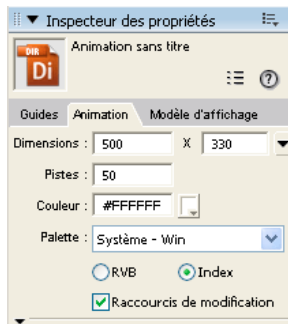 Inspecteur des propriétés
DIR
Di
Animation sans titre
Guides Animation Modèle d'affichage
Dimensions : 500 X 330
Pistes : 50
Couleur : #FFFFFF
Palette : Système - Win
RVB Index
Raccourcis de modification